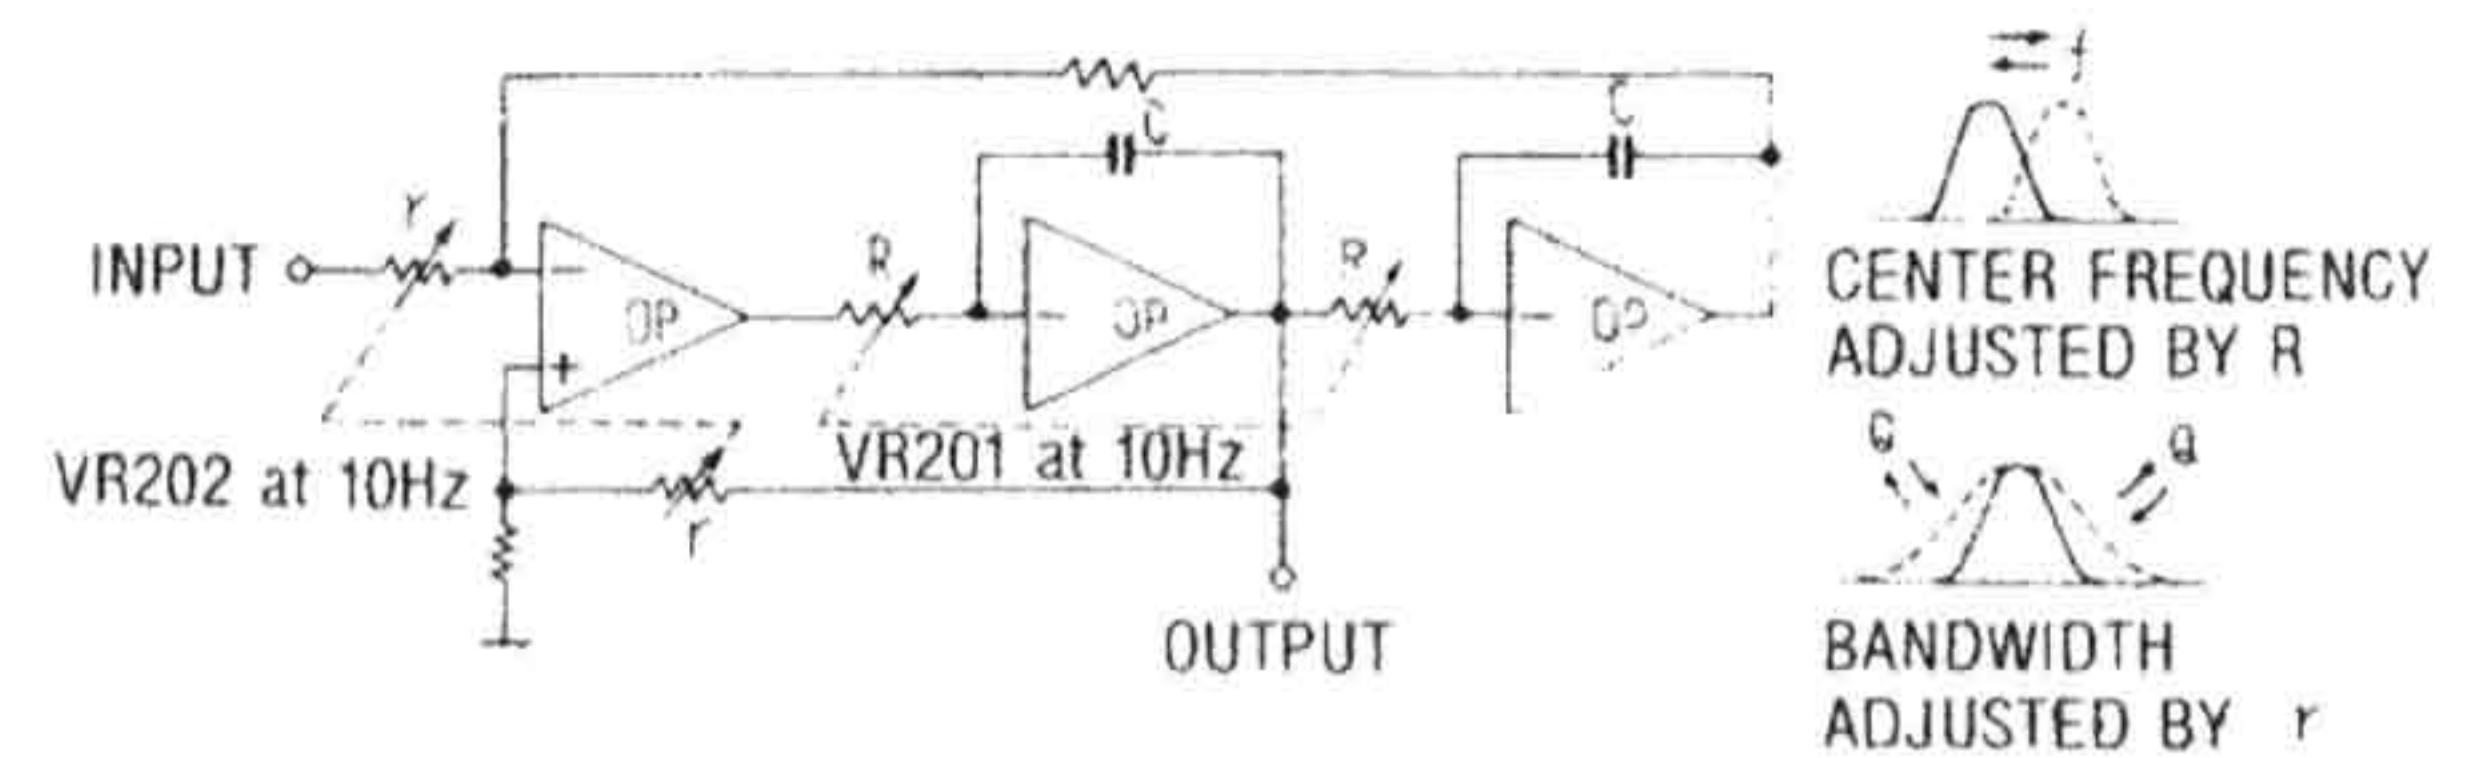 f
C
C
r
INPUT
−
OP
+
R
−
OP
R
−
OP
CENTER FREQUENCY
ADJUSTED BY R
VR202 at 10Hz
VR201 at 10Hz
r
Q
Q
OUTPUT
BANDWIDTH
ADJUSTED BY r